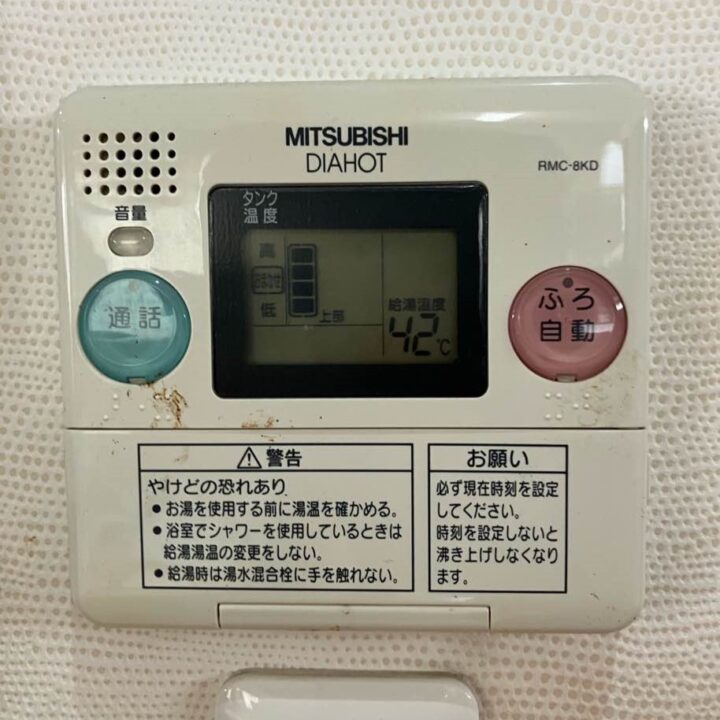 MITSUBISHI
DIAHOT
RMC-8KD
音量
通話
タンク
温度
高
おまかせ
低
上部
給湯温度
42℃
ふろ
自動
⚠警告
やけどの恐れあり
●お湯を使用する前に湯温を確かめる。
●浴室でシャワーを使用しているときは
給湯湯温の変更をしない。
●給湯時は湯水混合栓に手を触れない。
お願い
必ず現在時刻を設定
してください。
時刻を設定しないと
沸き上げしなくなり
ます。